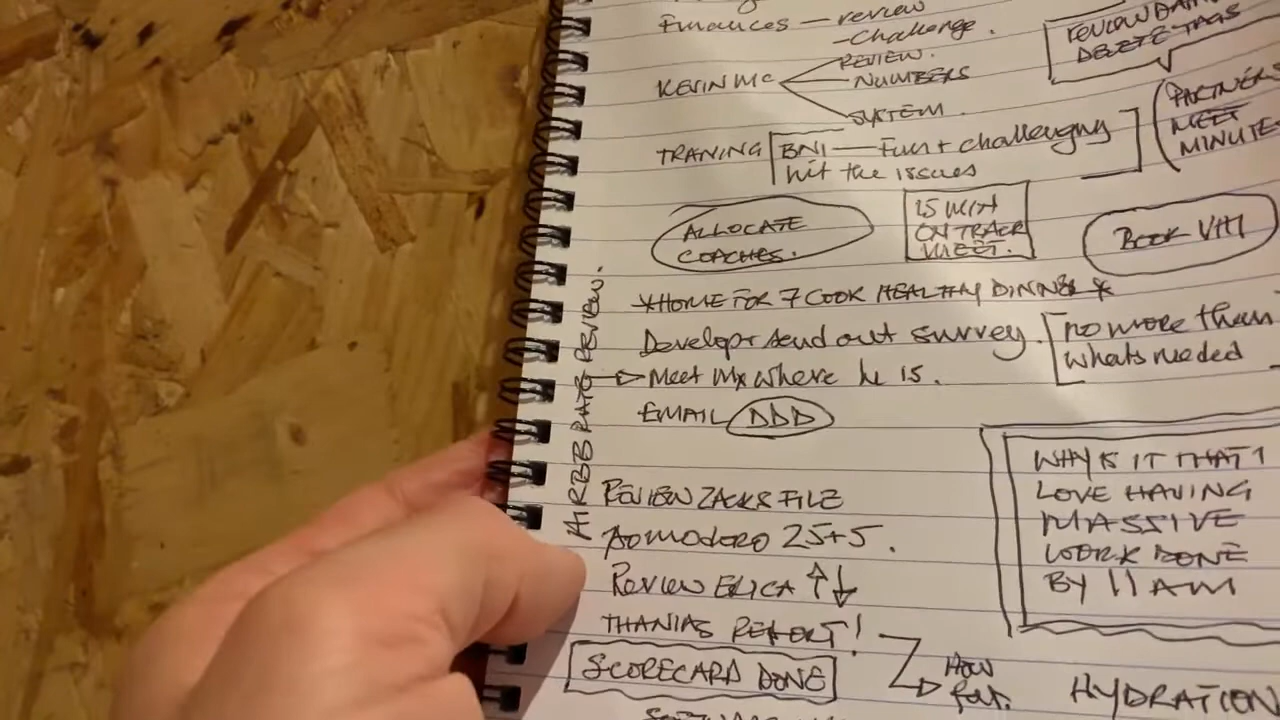 Finances — review
- challenge.
REVIEW DATA
DELETE TAGS
KEVIN MC
REVIEW.
NUMBERS
SYSTEM.
PARTNERS
MEET
MINUTE
TRANING
BNI — Fun + challenging
hit the issues
ALLOCATE
COACHES.
15 MIN
ON TRACK
MEET.
BOOK VHI
*HOME FOR 7 COOK HEALTHY DINNER *
Develop + send out survey.
no more than
whats needed
Meet Mx where he is.
EMAIL DDD
AIRBB RATE REVIEW.
WHY IS IT THAT I
LOVE HAVING
MASSIVE
WORK DONE
BY 11 AM
REVIEW ZACKS FILE
Pomodoro 25+5.
Review ERICA ↑↓
THANIAS REPORT!
SCORECARD DONE
HOW
HYDRATION